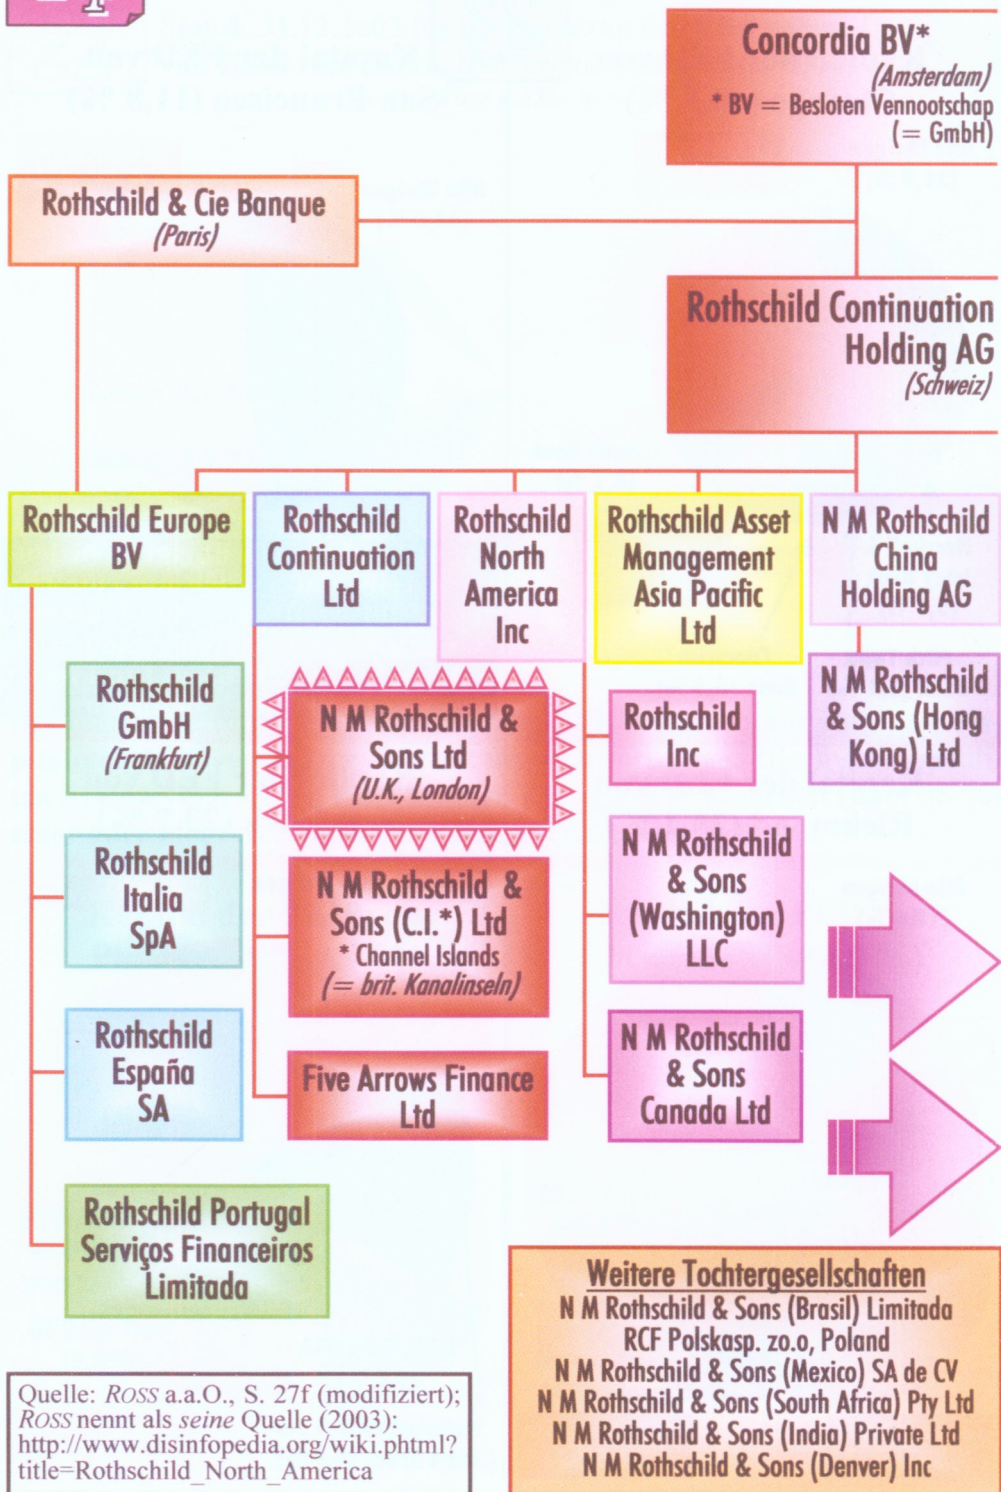 Concordia BV*
(Amsterdam)
* BV = Besloten Vennootschap
(= GmbH)
Rothschild & Cie Banque
(Paris)
Rothschild Continuation
Holding AG
(Schweiz)
Rothschild Europe
BV
Rothschild
Continuation
Ltd
Rothschild
North
America
Inc
Rothschild Asset
Management
Asia Pacific
Ltd
N M Rothschild
China
Holding AG
Rothschild
GmbH
(Frankfurt)
N M Rothschild &
Sons Ltd
(U.K., London)
Rothschild
Inc
N M Rothschild
& Sons (Hong
Kong) Ltd
Rothschild
Italia
SpA
N M Rothschild &
Sons (C.I.*) Ltd
* Channel Islands
(= brit. Kanalinseln)
N M Rothschild
& Sons
(Washington)
LLC
Rothschild
España
SA
Five Arrows Finance
Ltd
N M Rothschild
& Sons
Canada Ltd
Rothschild Portugal
Serviços Financeiros
Limitada
Weitere Tochtergesellschaften
N M Rothschild & Sons (Brasil) Limitada
RCF Polskasp. zo.o, Poland
N M Rothschild & Sons (Mexico) SA de CV
N M Rothschild & Sons (South Africa) Pty Ltd
N M Rothschild & Sons (India) Private Ltd
N M Rothschild & Sons (Denver) Inc
Quelle: ROSS a.a.O., S. 27f (modifiziert);
ROSS nennt als seine Quelle (2003):
http://www.disinfopedia.org/wiki.phtml?
title=Rothschild_North_America